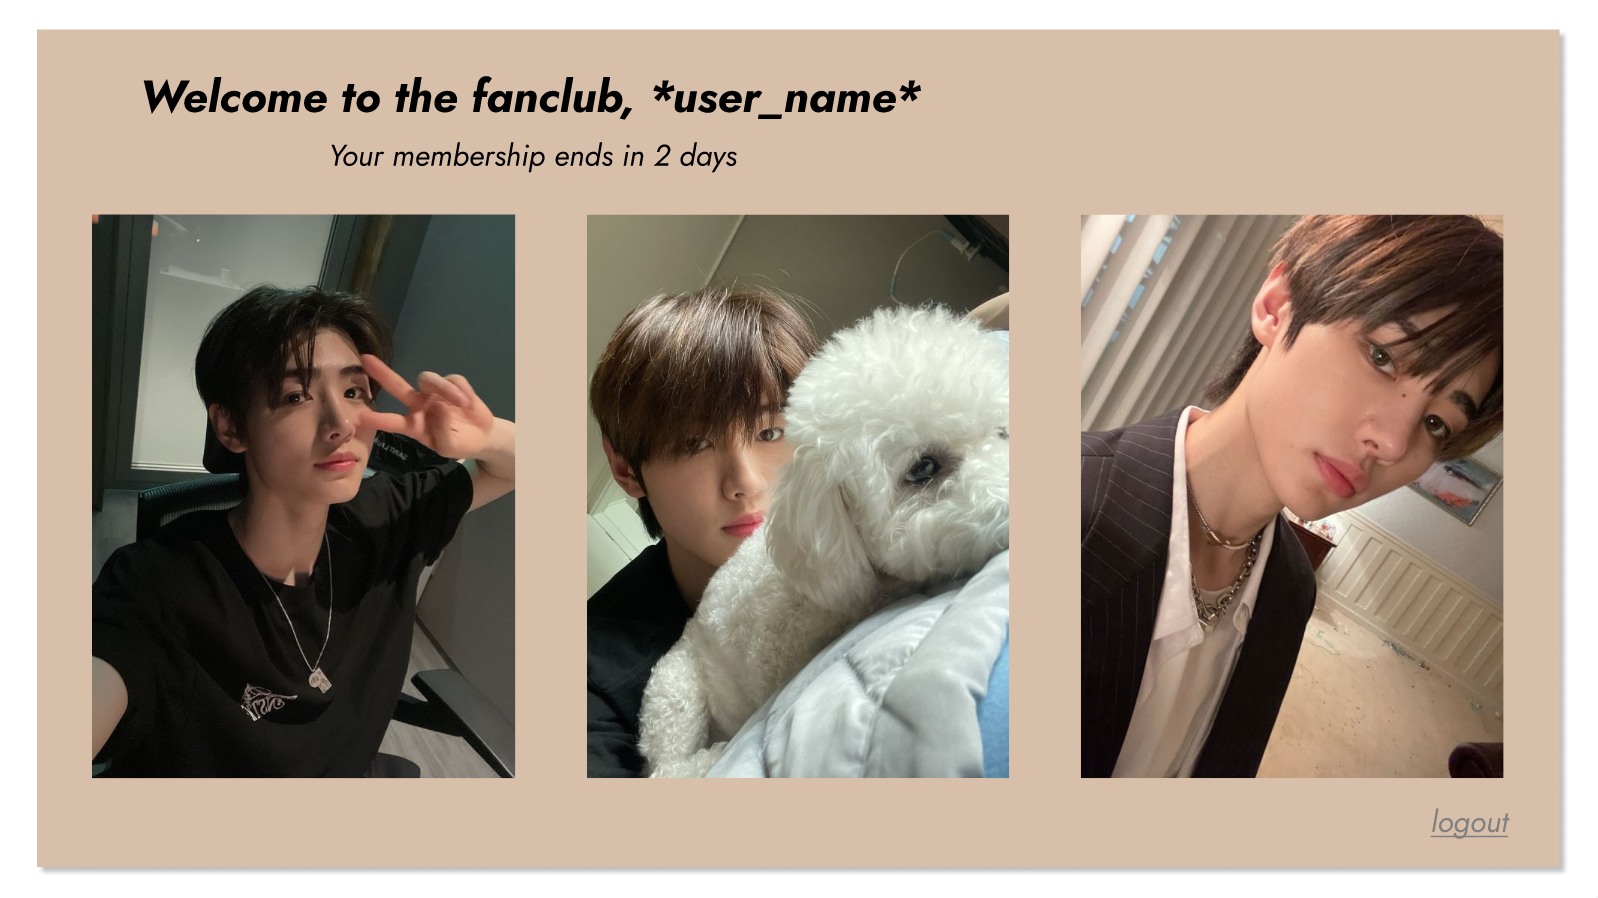 Welcome to the fanclub, *user_name*
Your membership ends in 2 days
logout